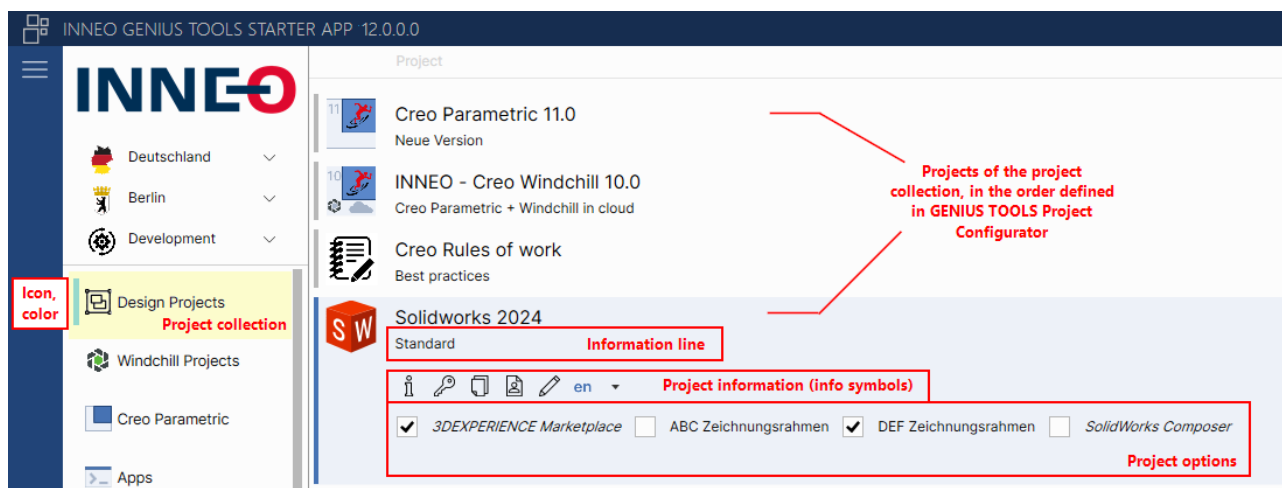 INNEO GENIUS TOOLS STARTER APP 12.0.0.0
INNEO
Deutschland
Berlin
Development
Icon,
color
Design Projects
Project collection
Windchill Projects
Creo Parametric
Apps
Project
11
Creo Parametric 11.0
Neue Version
10
INNEO - Creo Windchill 10.0
Creo Parametric + Windchill in cloud
Creo Rules of work
Best practices
Projects of the project
collection, in the order defined
in GENIUS TOOLS Project
Configurator
SW
Solidworks 2024
Standard
Information line
en
Project information (info symbols)
3DEXPERIENCE Marketplace
ABC Zeichnungsrahmen
DEF Zeichnungsrahmen
SolidWorks Composer
Project options